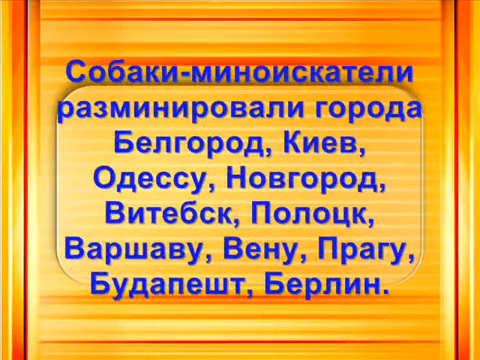 Собаки-миноискатели
разминировали города
Белгород, Киев,
Одессу, Новгород,
Витебск, Полоцк,
Варшаву, Вену, Прагу,
Будапешт, Берлин.